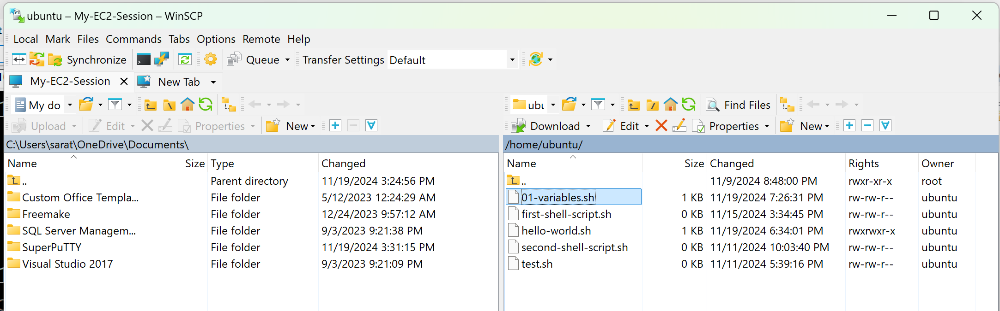 ubuntu – My-EC2-Session – WinSCP
Local Mark Files Commands Tabs Options Remote Help
Synchronize Queue Transfer Settings Default
My-EC2-Session New Tab
My do ubu Find Files
Upload Edit Properties New Download Edit Properties New
C:\Users\sarat\OneDrive\Documents\
Name Size Type Changed
.. Parent directory 11/19/2024 3:24:56 PM
Custom Office Templa... File folder 5/12/2023 12:24:29 AM
Freemake File folder 12/24/2023 9:57:12 AM
SQL Server Managem... File folder 9/3/2023 9:21:38 PM
SuperPuTTY File folder 11/19/2024 3:31:15 PM
Visual Studio 2017 File folder 9/3/2023 9:21:09 PM
/home/ubuntu/
Name Size Changed Rights Owner
.. 11/9/2024 8:48:00 PM rwxr-xr-x root
01-variables.sh 1 KB 11/19/2024 7:26:31 PM rw-rw-r-- ubuntu
first-shell-script.sh 0 KB 11/15/2024 3:34:45 PM rw-rw-r-- ubuntu
hello-world.sh 1 KB 11/19/2024 6:34:01 PM rwxrwxr-x ubuntu
second-shell-script.sh 0 KB 11/11/2024 10:03:40 PM rw-rw-r-- ubuntu
test.sh 0 KB 11/11/2024 5:39:16 PM rw-rw-r-- ubuntu